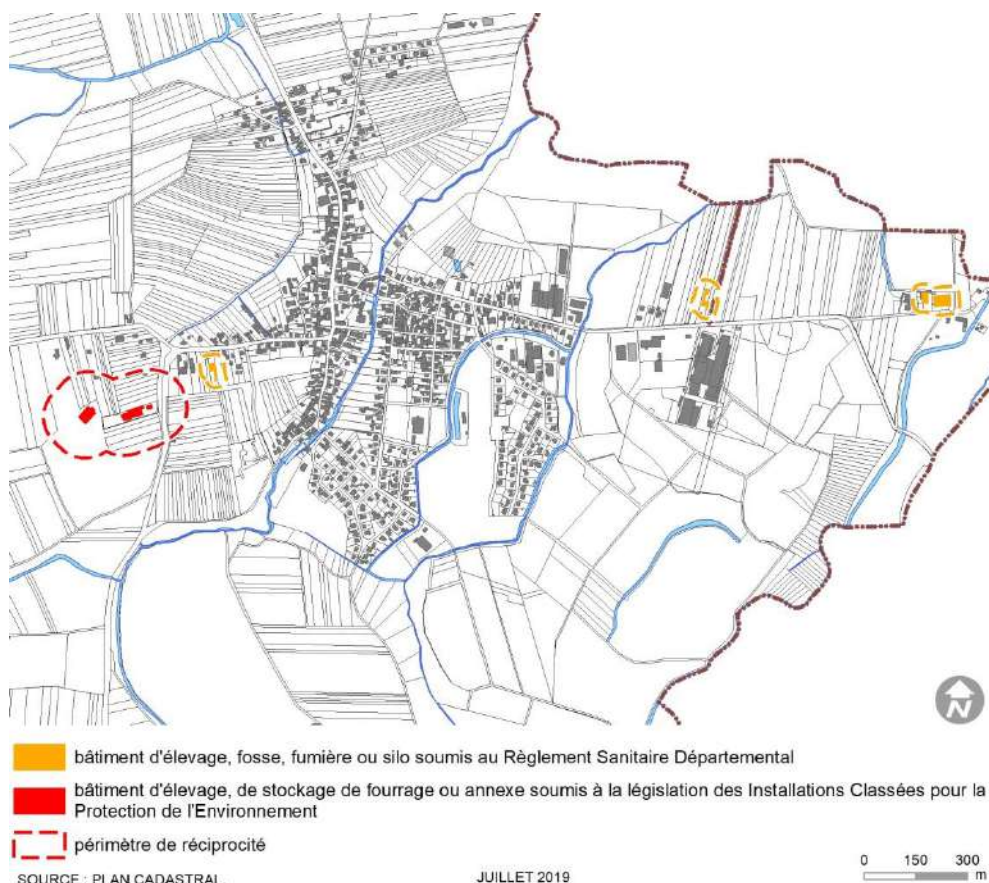 N
bâtiment d'élevage, fosse, fumière ou silo soumis au Règlement Sanitaire Départemental
bâtiment d'élevage, de stockage de fourrage ou annexe soumis à la législation des Installations Classées pour la
Protection de l'Environnement
périmètre de réciprocité
0 150 300
m
SOURCE : PLAN CADASTRAL. JUILLET 2019